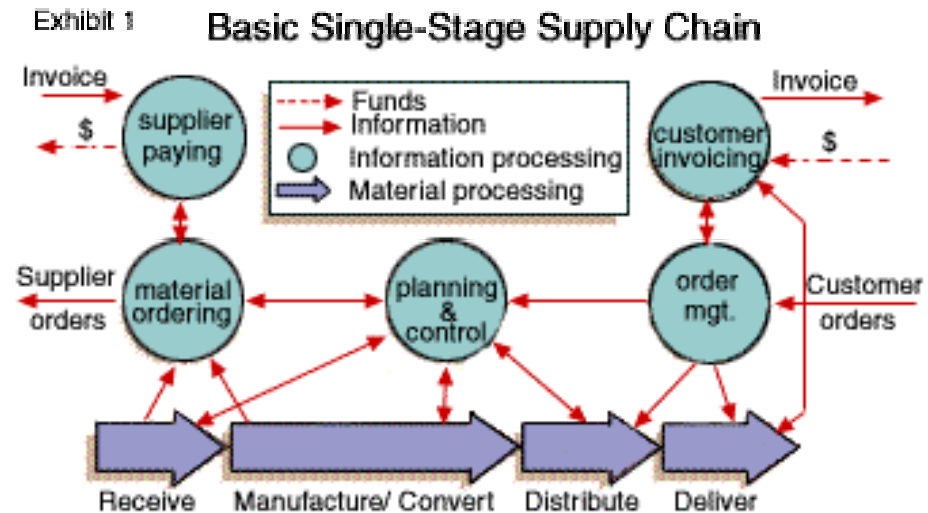 Exhibit 1
Basic Single-Stage Supply Chain
Invoice
$
supplier
paying
Funds
Information
Information processing
Material processing
customer
invoicing
Invoice
$
Supplier
orders
material
ordering
planning
&
control
order
mgt.
Customer
orders
Receive
Manufacture/ Convert
Distribute
Deliver